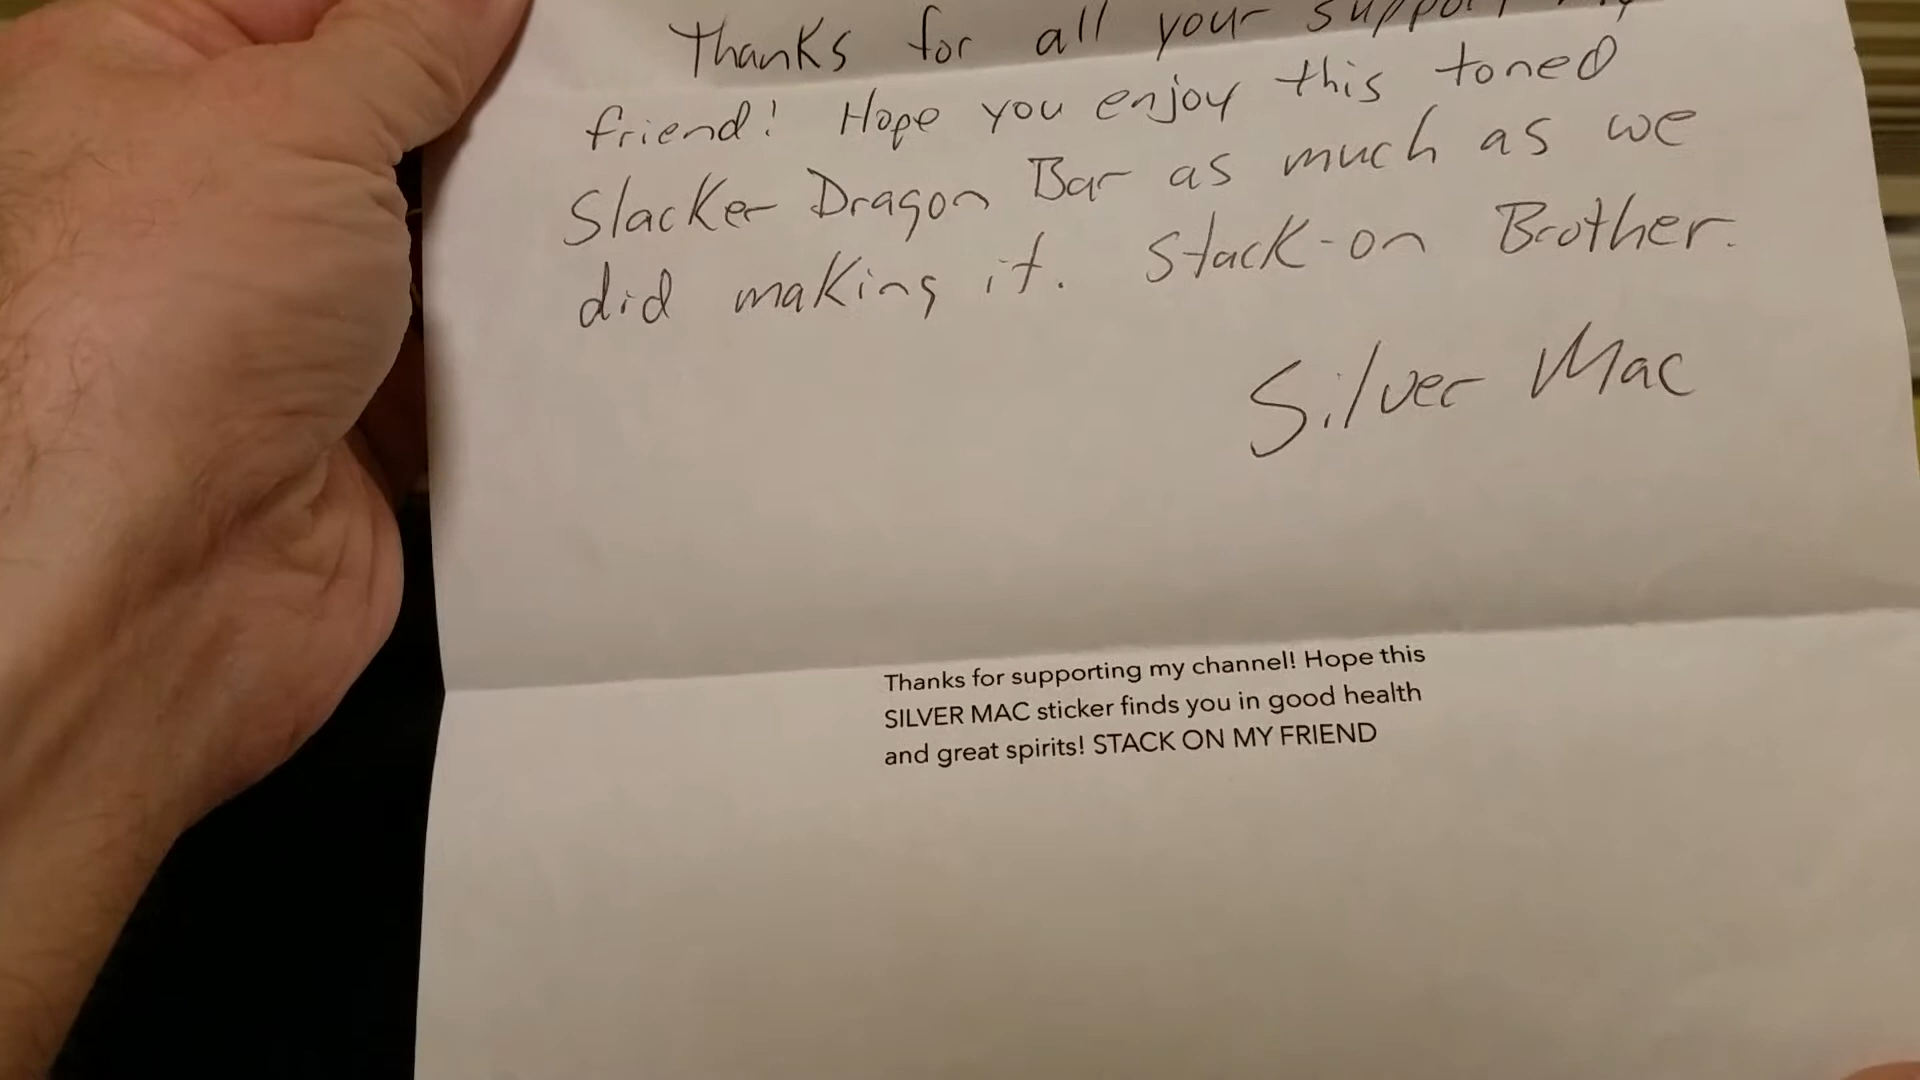 Thanks for all your support my
friend! Hope you enjoy this toned
Slacker Dragon Bar as much as we
did making it. Stack-on Brother.
Silver Mac
Thanks for supporting my channel! Hope this
SILVER MAC sticker finds you in good health
and great spirits! STACK ON MY FRIEND